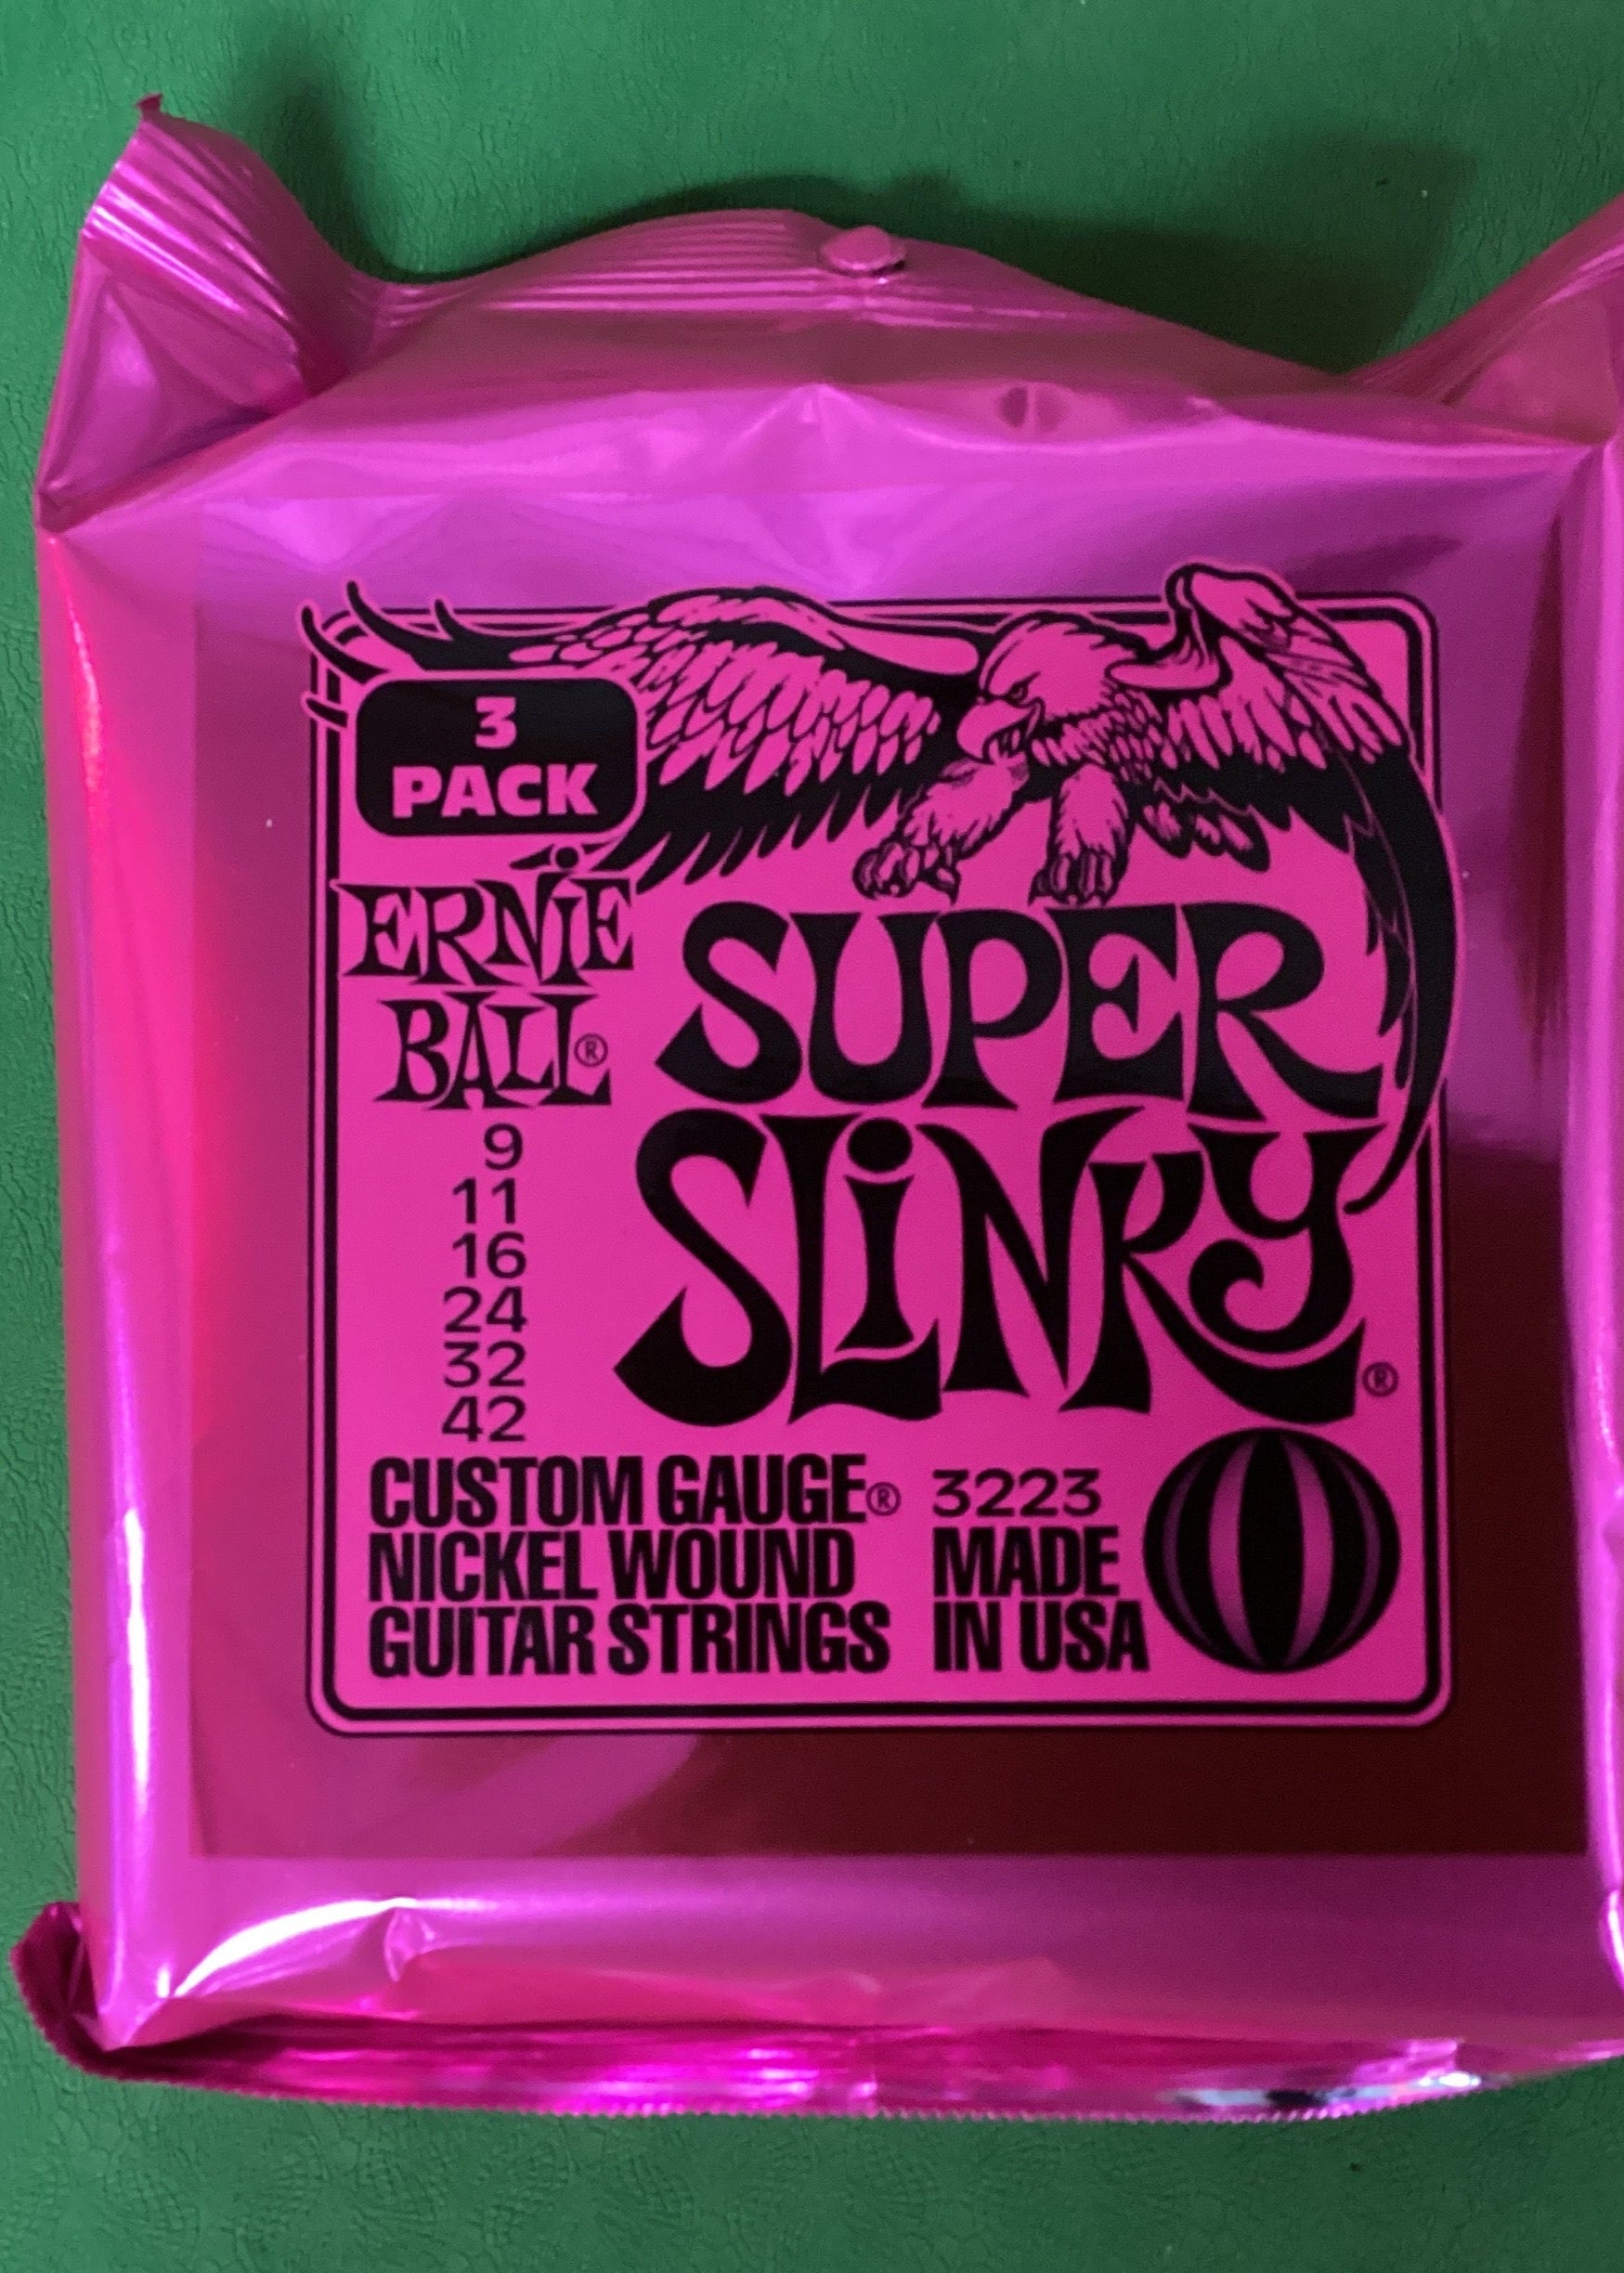 3
PACK
ERNiE
BALL®
SUPER
SLiNKY®
9
11
16
24
32
42
CUSTOM GAUGE®
NICKEL WOUND
GUITAR STRINGS
3223
MADE
IN USA